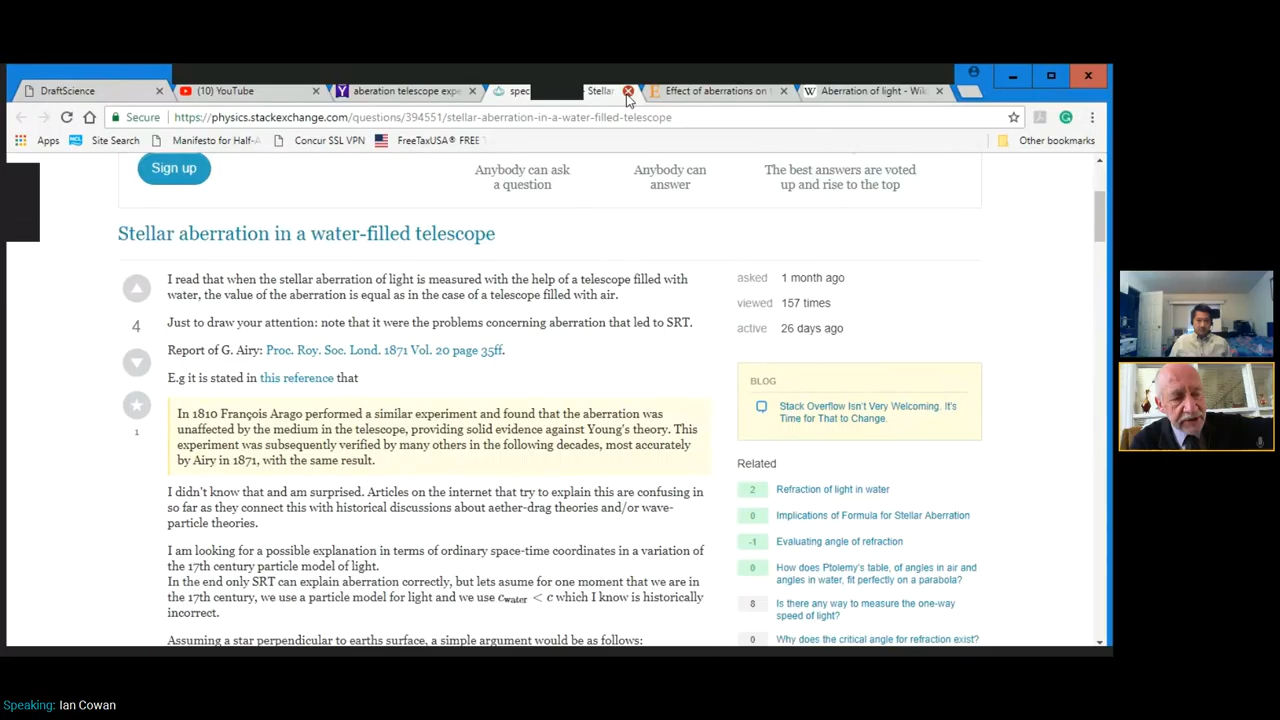 DraftScience
(10) YouTube
aberation telescope expe
spec
Stellar
Effect of aberrations on
Aberration of light - Wiki
Secure
https://physics.stackexchange.com/questions/394551/stellar-aberration-in-a-water-filled-telescope
Apps
Site Search
Manifesto for Half-A
Concur SSL VPN
FreeTaxUSA® FREE
Other bookmarks
Sign up
Anybody can ask
a question
Anybody can
answer
The best answers are voted
up and rise to the top
Stellar aberration in a water-filled telescope
I read that when the stellar aberration of light is measured with the help of a telescope filled with
water, the value of the aberration is equal as in the case of a telescope filled with air.
4
Just to draw your attention: note that it were the problems concerning aberration that led to SRT.
Report of G. Airy: Proc. Roy. Soc. Lond. 1871 Vol. 20 page 35ff.
E.g it is stated in this reference that
1
In 1810 François Arago performed a similar experiment and found that the aberration was
unaffected by the medium in the telescope, providing solid evidence against Young's theory. This
experiment was subsequently verified by many others in the following decades, most accurately
by Airy in 1871, with the same result.
I didn't know that and am surprised. Articles on the internet that try to explain this are confusing in
so far as they connect this with historical discussions about aether-drag theories and/or wave-
particle theories.
I am looking for a possible explanation in terms of ordinary space-time coordinates in a variation of
the 17th century particle model of light.
In the end only SRT can explain aberration correctly, but lets asume for one moment that we are in
the 17th century, we use a particle model for light and we use c_water < c which I know is historically
incorrect.
Assuming a star perpendicular to earths surface, a simple argument would be as follows:
asked 1 month ago
viewed 157 times
active 26 days ago
BLOG
Stack Overflow Isn't Very Welcoming. It's
Time for That to Change.
Related
2 Refraction of light in water
0 Implications of Formula for Stellar Aberration
-1 Evaluating angle of refraction
0 How does Ptolemy's table, of angles in air and
angles in water, fit perfectly on a parabola?
8 Is there any way to measure the one-way
speed of light?
0 Why does the critical angle for refraction exist?
Speaking: Ian Cowan